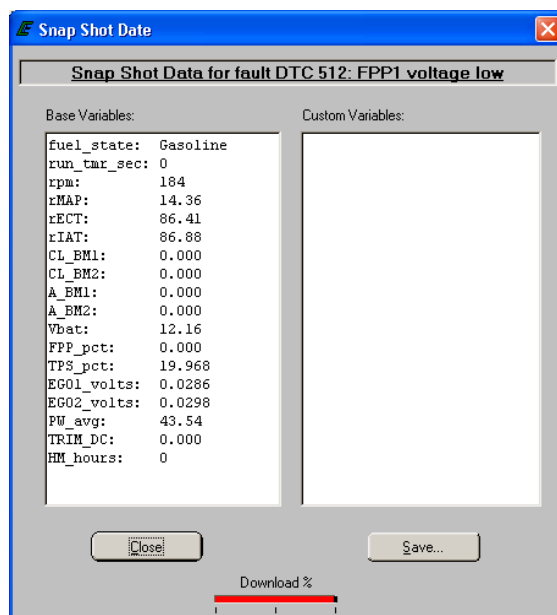 Snap Shot Date
Snap Shot Data for fault DTC 512: FPP1 voltage low
Base Variables:
fuel_state: Gasoline
run_tmr_sec: 0
rpm: 184
rMAP: 14.36
rECT: 86.41
rIAT: 86.88
CL_BM1: 0.000
CL_BM2: 0.000
A_BM1: 0.000
A_BM2: 0.000
Vbat: 12.16
FPP_pct: 0.000
TPS_pct: 19.968
EGO1_volts: 0.0286
EGO2_volts: 0.0298
PW_avg: 43.54
TRIM_DC: 0.000
HM_hours: 0
Custom Variables:
Close
Save...
Download %